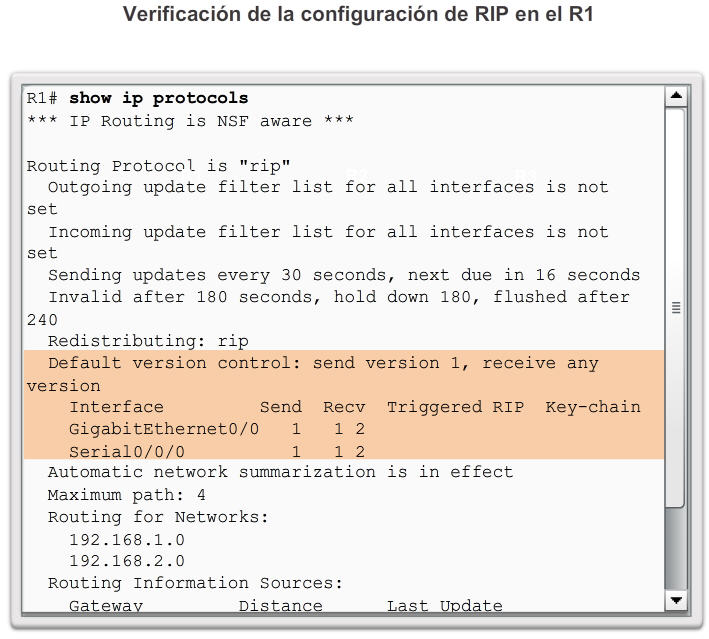 Verificación de la configuración de RIP en el R1
R1# show ip protocols
*** IP Routing is NSF aware ***
Routing Protocol is "rip"
Outgoing update filter list for all interfaces is not
set
Incoming update filter list for all interfaces is not
set
Sending updates every 30 seconds, next due in 16 seconds
Invalid after 180 seconds, hold down 180, flushed after
240
Redistributing: rip
Default version control: send version 1, receive any
version
Interface Send Recv Triggered RIP Key-chain
GigabitEthernet0/0 1 1 2
Serial0/0/0 1 1 2
Automatic network summarization is in effect
Maximum path: 4
Routing for Networks:
192.168.1.0
192.168.2.0
Routing Information Sources:
Gateway Distance Last Update